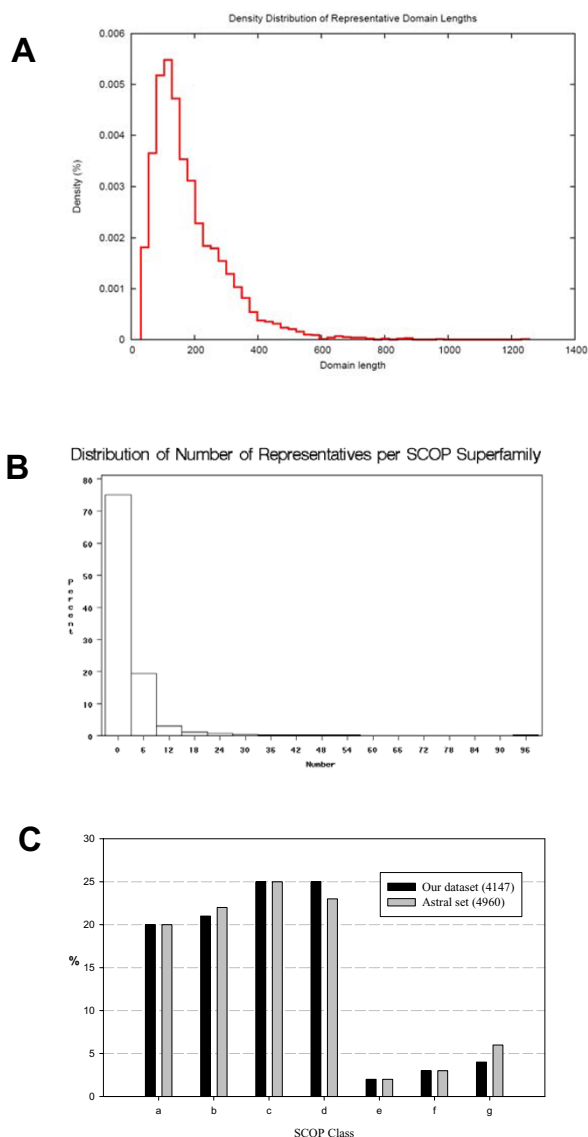 A
Density Distribution of Representative Domain Lengths
0.006
0.005
0.004
0.003
0.002
0.001
0
Density (%)
0 200 400 600 800 1000 1200 1400
Domain length
B
Distribution of Number of Representatives per SCOP Superfamily
80
70
60
50
40
30
20
10
0
Percent
0 6 12 18 24 30 36 42 48 54 60 66 72 78 84 90 96
Number
C
30
25
20
15
10
5
0
%
Our dataset (4147)
Astral set (4960)
a b c d e f g
SCOP Class